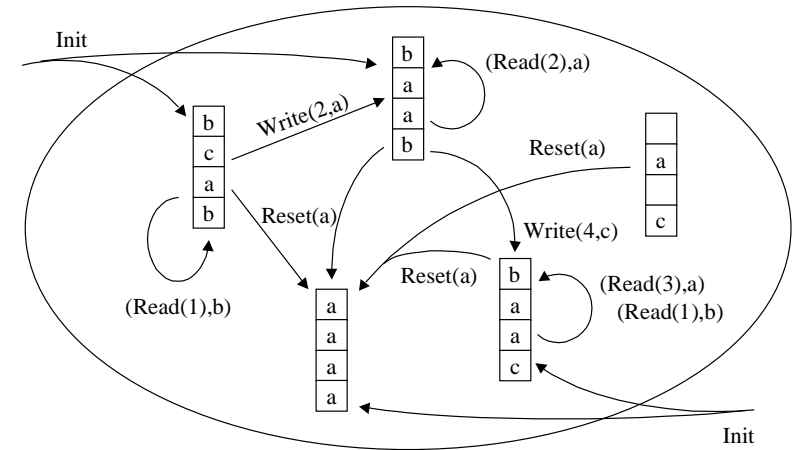 Init
b
a
a
b
(Read(2),a)
b
c
a
b
Write(2,a)
Reset(a)
a
c
Reset(a)
Write(4,c)
(Read(1),b)
Reset(a)
b
a
a
c
(Read(3),a)
(Read(1),b)
a
a
a
a
Init